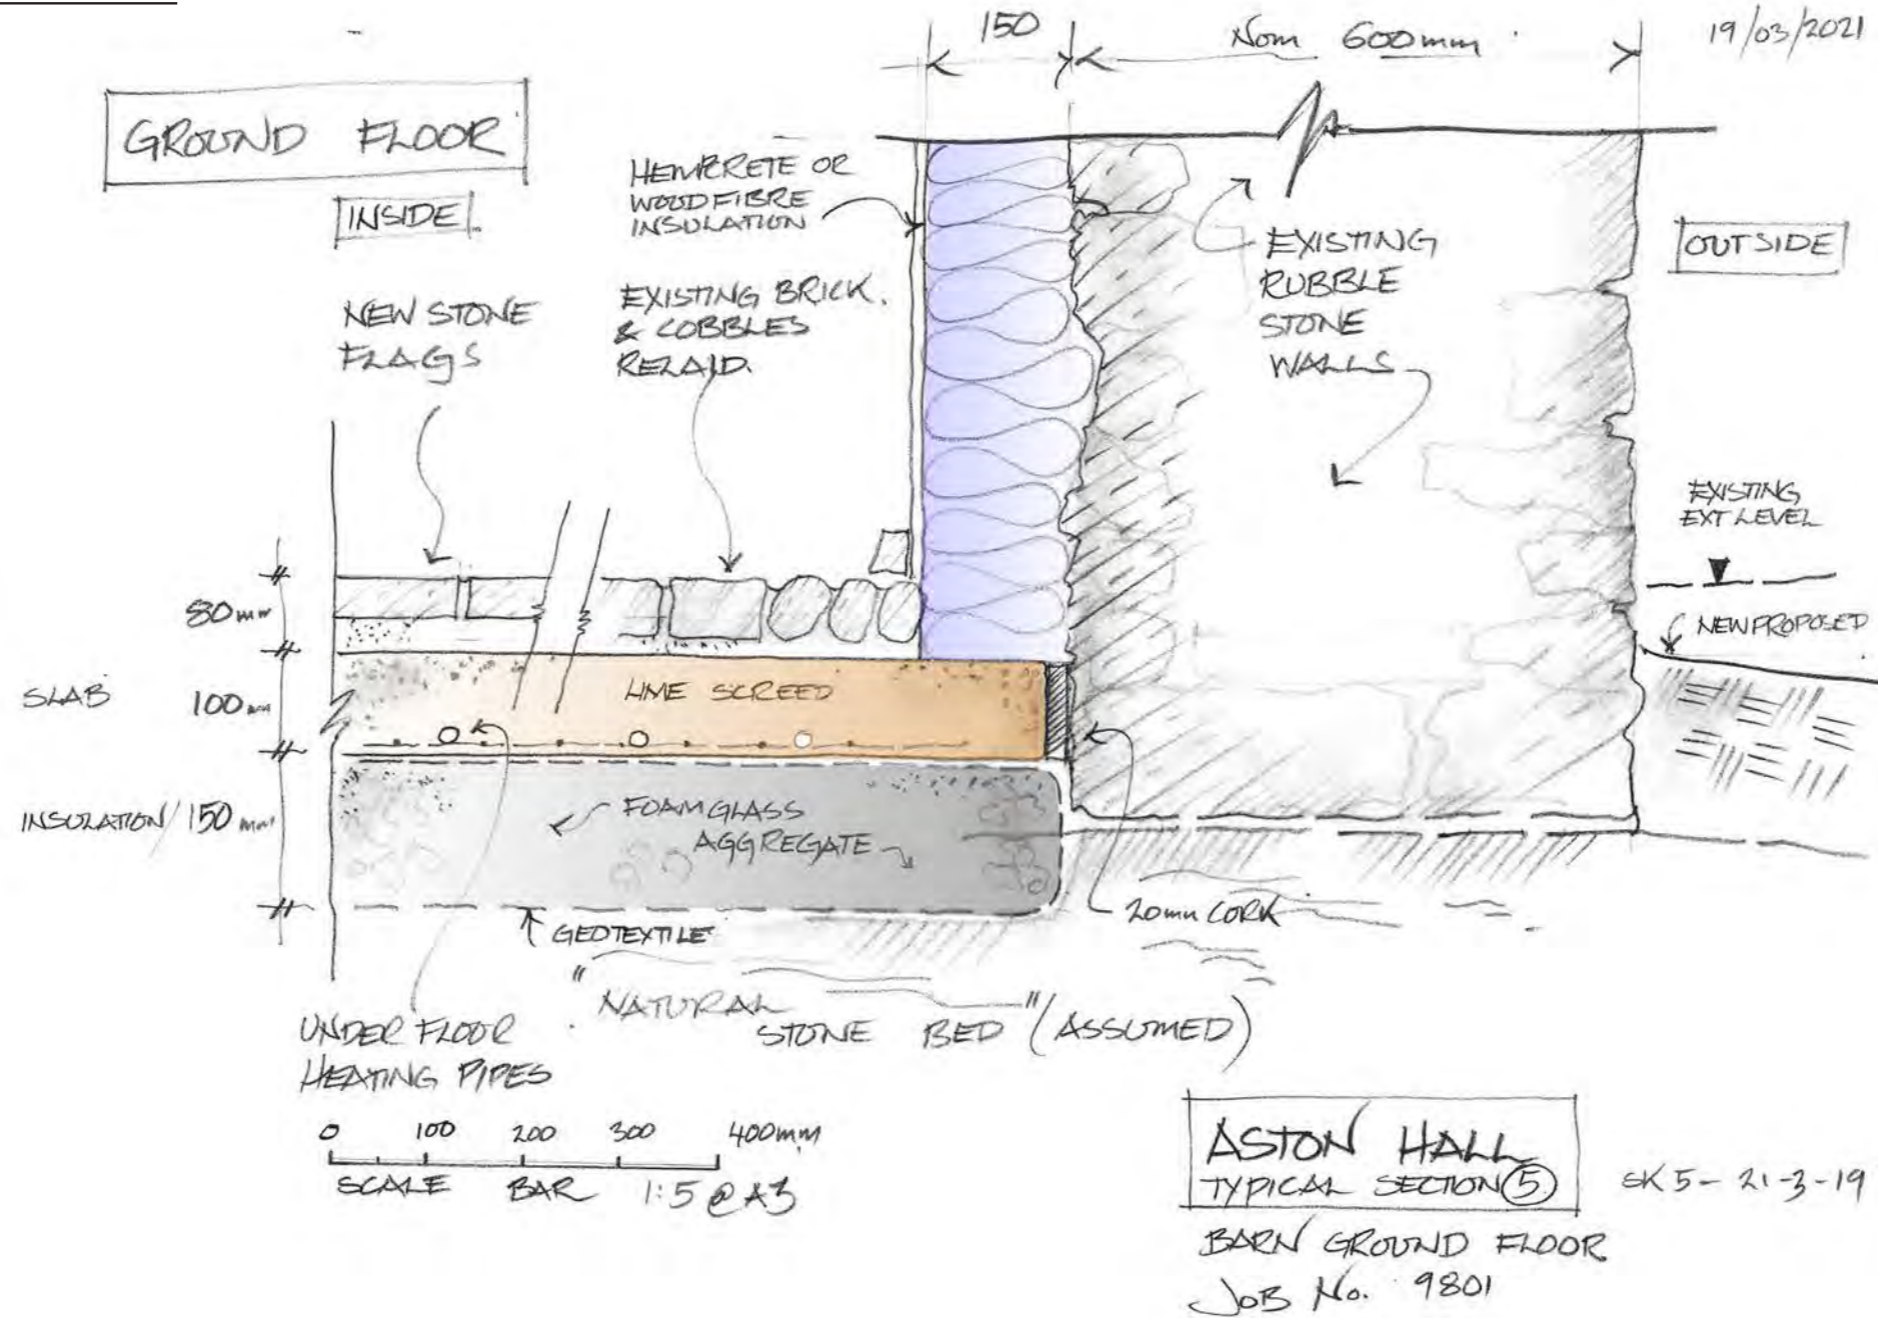 150
Nom 600mm
19/03/2021
GROUND FLOOR
INSIDE
HEMPCRETE OR
WOODFIBRE
INSULATION
EXISTING
RUBBLE
STONE
WALLS
OUTSIDE
NEW STONE
FLAGS
EXISTING BRICK.
& COBBLES
RELAID.
EXISTING
EXT LEVEL
NEW PROPOSED
80mm
SLAB 100mm
LIME SCREED
INSULATION/150mm
FOAMGLASS
AGGREGATE
20mm CORK
GEOTEXTILE
"NATURAL
STONE BED" (ASSUMED)
UNDER FLOOR
HEATING PIPES
0 100 200 300 400mm
SCALE BAR 1:5 @ A3
ASTON HALL
TYPICAL SECTION 5
SK5-21-3-19
BARN GROUND FLOOR
JOB No. 9801